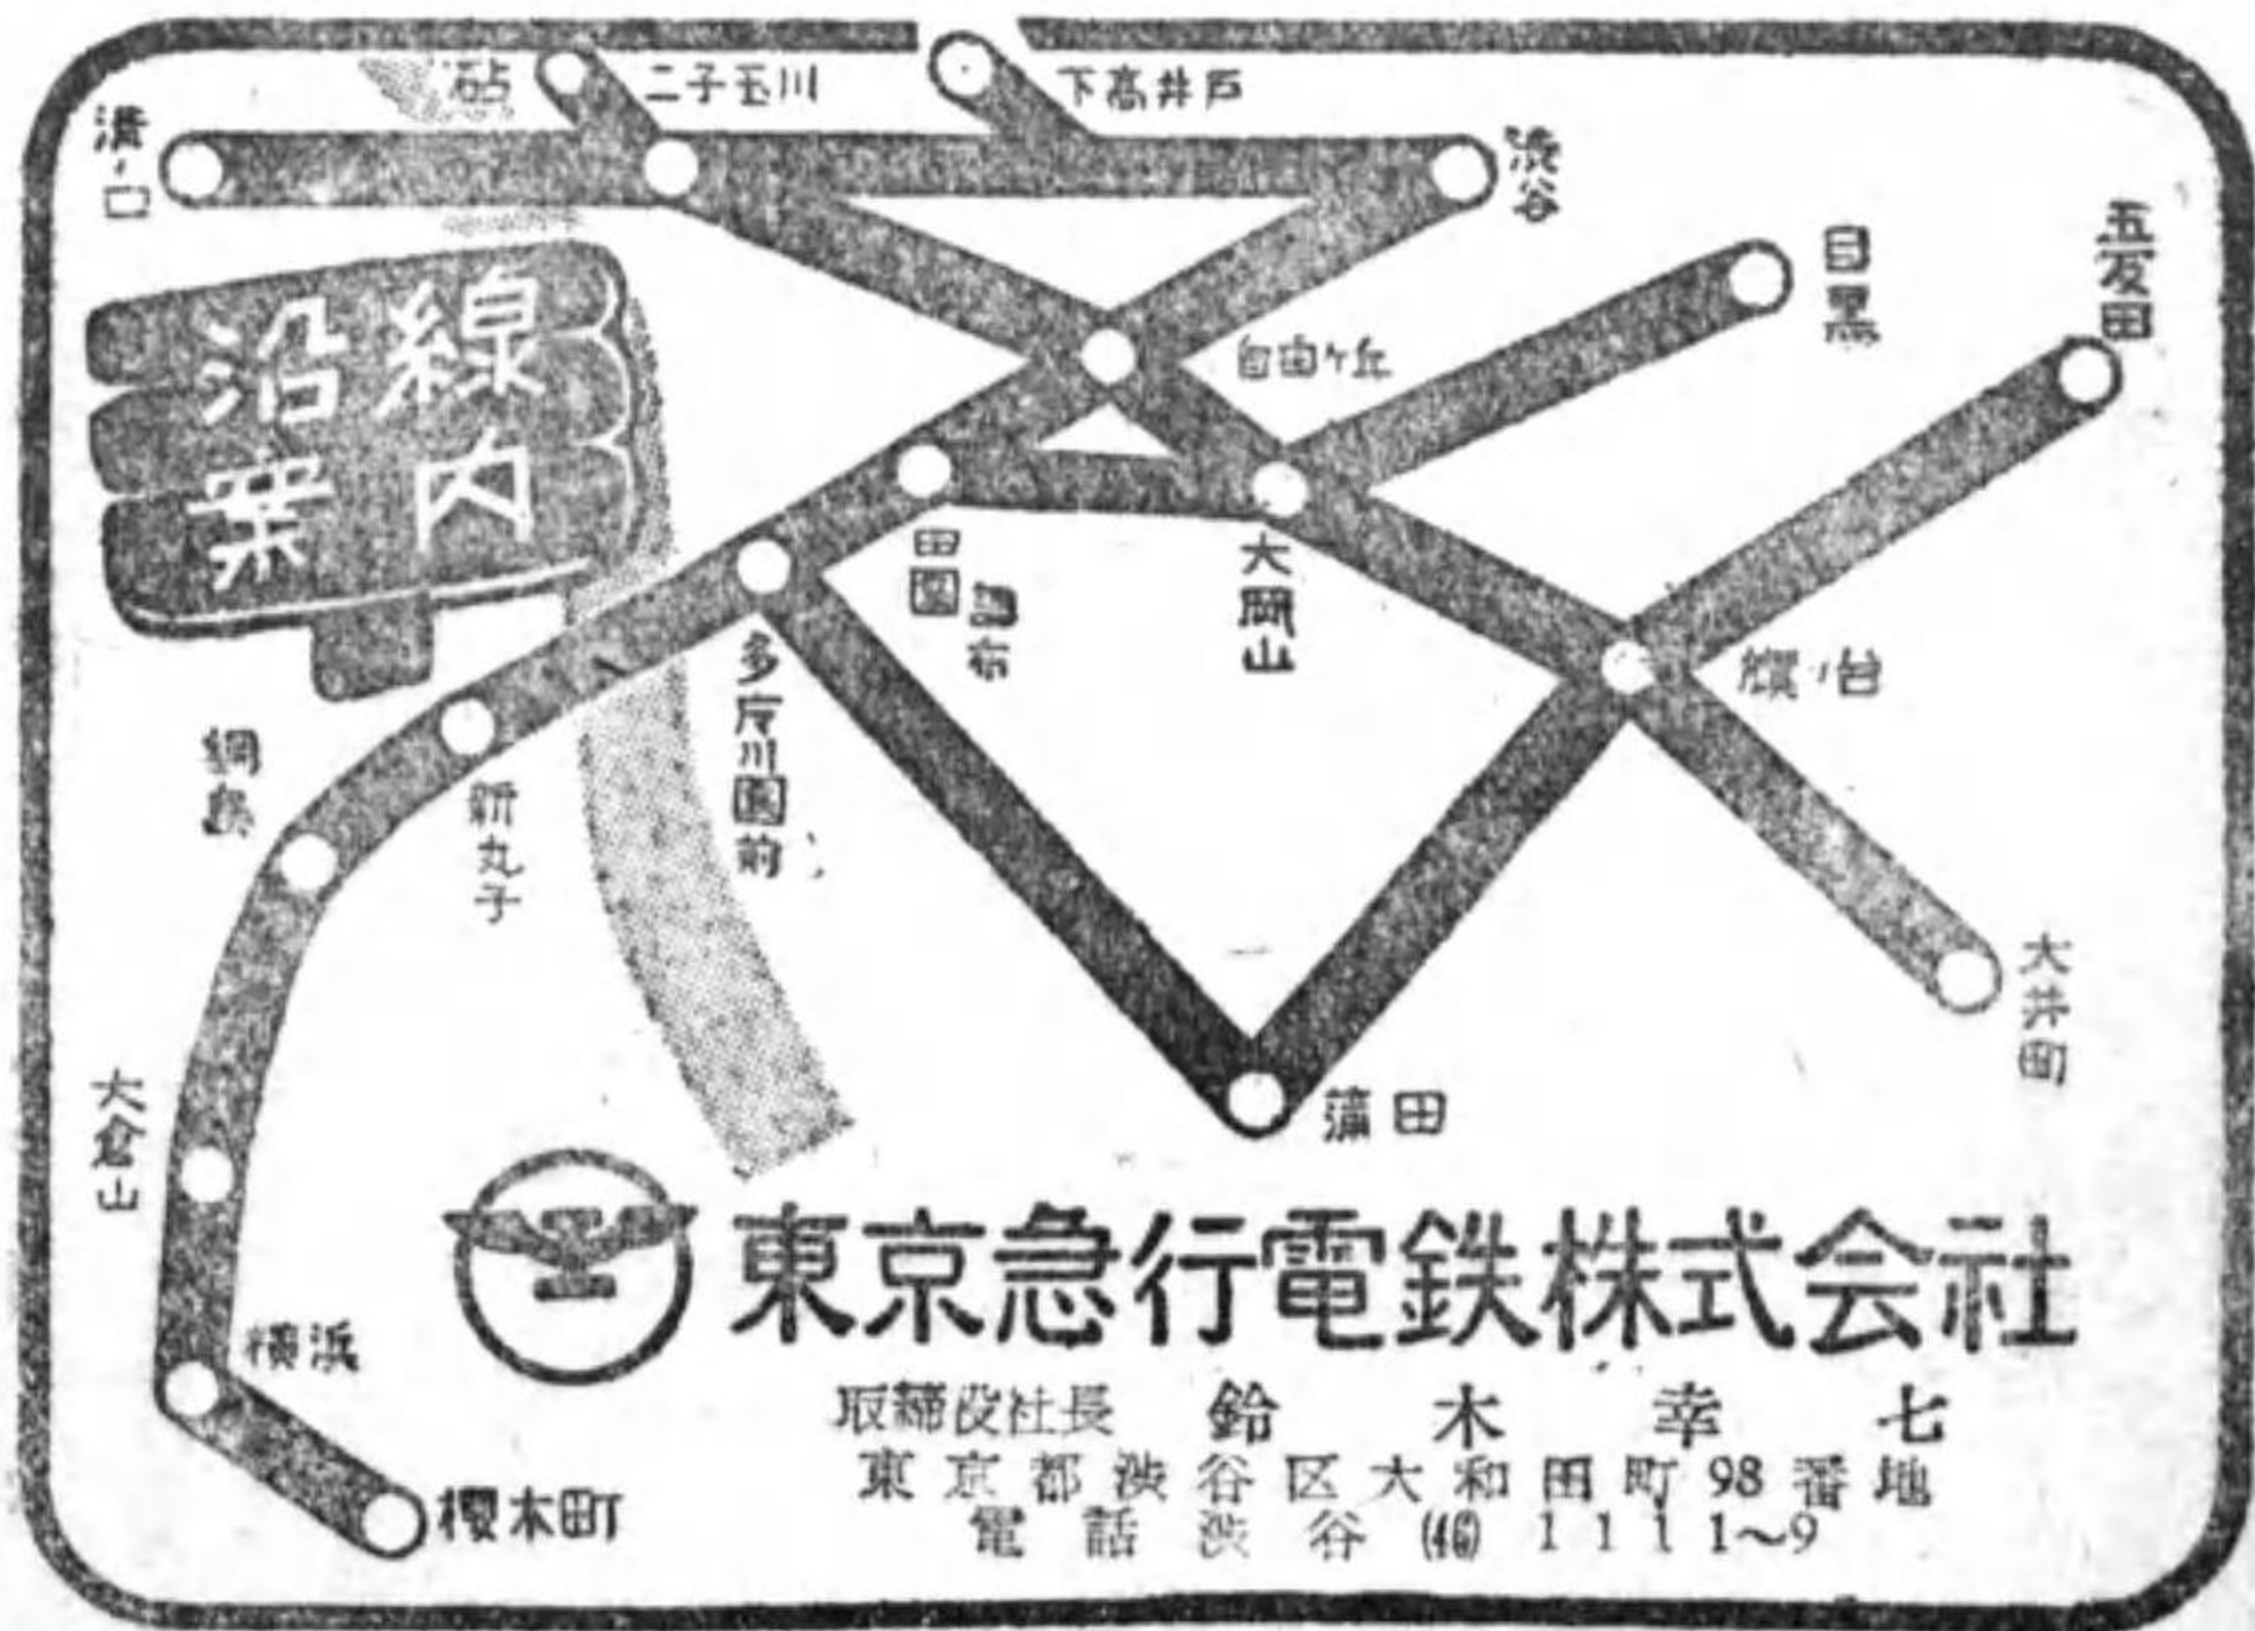 砧
二子玉川
下高井戸
溝ノ口
渋谷
目黒
五反田
沿線
案内
自由ケ丘
田園
調布
大岡山
旗ノ台
多摩川園前
綱島
新丸子
大井町
大倉山
蒲田
横浜
櫻木町
東京急行電鉄株式会社
取締役社長 鈴木幸七
東京都渋谷区大和田町98番地
電話渋谷(46)1111~9